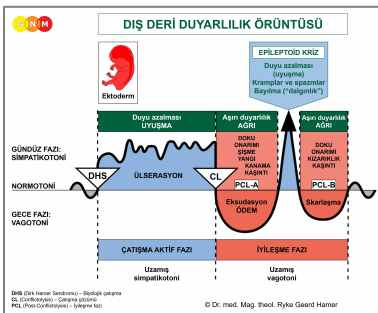 GNM
DIŞ DERİ DUYARLILIK ÖRÜNTÜSÜ
EPİLEPTOİD KRİZ
Duyu azalması
(uyuşma)
Kramplar ve spazmlar
Bayılma ("dalgınlık")
Ektoderm
Duyu azalması
UYUŞMA
Aşırı duyarlılık
AĞRI
Aşırı duyarlık
AĞRI
DOKU
ONARIMI
ŞİŞME
YANGI
KANAMA
KAŞINTI
DOKU
ONARIMI
KIZARIKLIK
KAŞINTI
GÜNDÜZ FAZI:
SİMPATİKOTONİ
DHS
ÜLSERASYON
CL
PCL-A
PCL-B
NORMOTONİ
Eksudasyon
ÖDEM
Skarlaşma
GECE FAZI:
VAGOTONİ
ÇATIŞMA AKTİF FAZI
İYİLEŞME FAZI
Uzamış
simpatikotoni
Uzamış
vagotoni
DHS (Dirk Hamer Sendromu) – Biyolojik çatışma
CL (Conflictolysis) – Çatışma çözümü
PCL (Post-Conflictolysis) – İyileşme fazı
© Dr. med. Mag. theol. Ryke Geerd Hamer